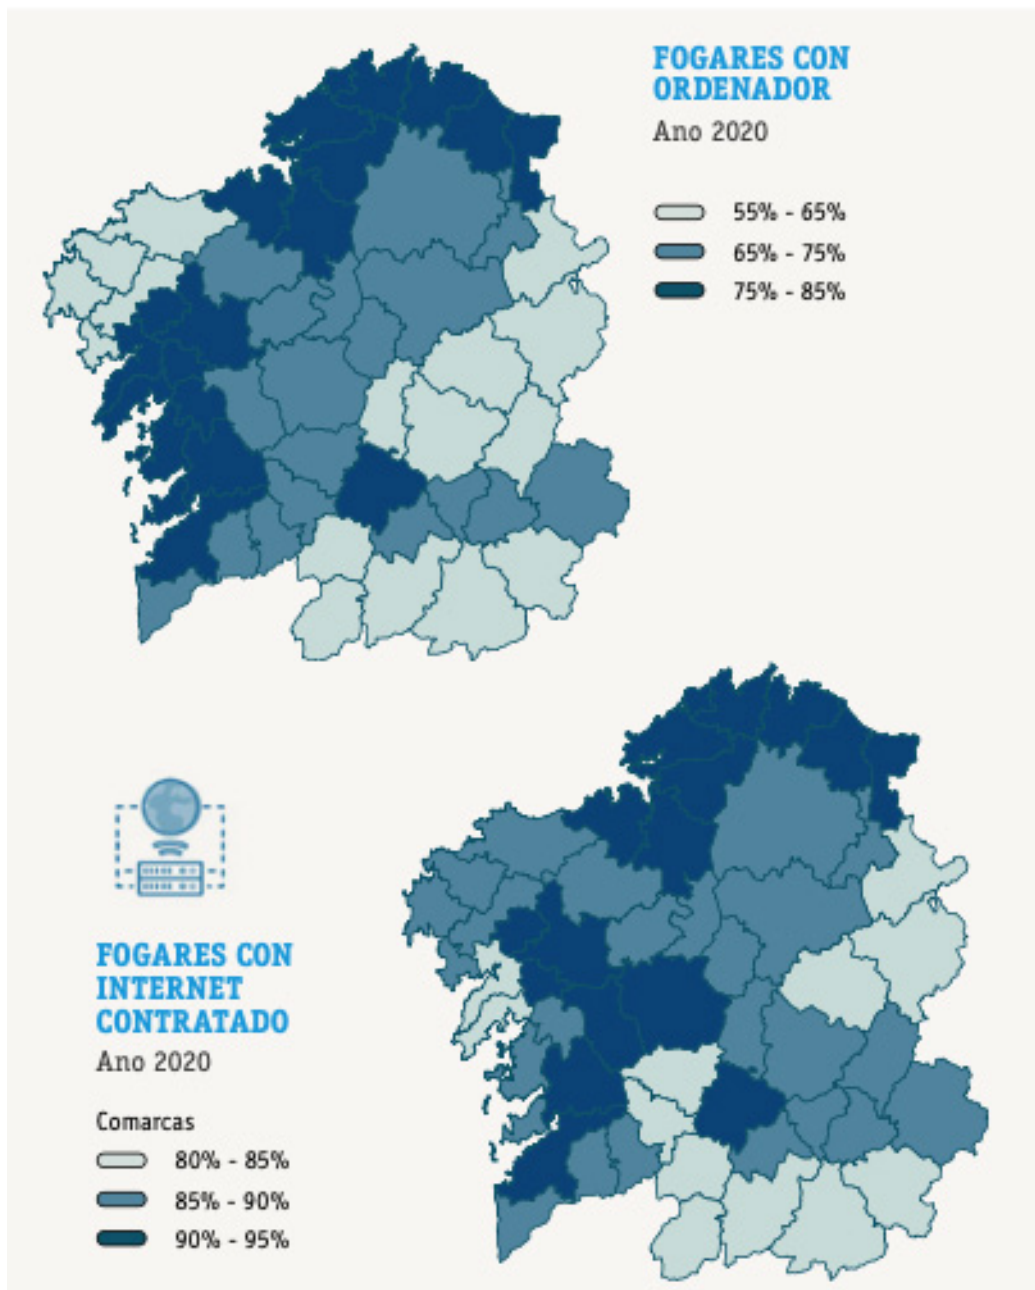 FOGARES CON
ORDENADOR
Ano 2020
55% - 65%
65% - 75%
75% - 85%
FOGARES CON
INTERNET
CONTRATADO
Ano 2020
Comarcas
80% - 85%
85% - 90%
90% - 95%